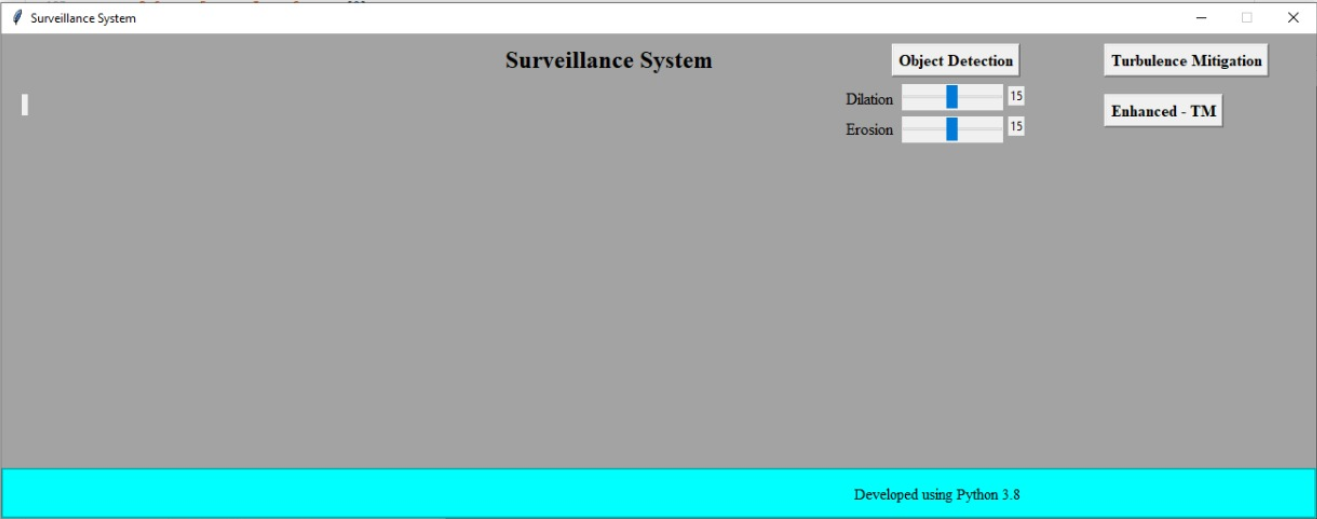 Surveillance System
Surveillance System
Object Detection
Turbulence Mitigation
Dilation 15
Enhanced - TM
Erosion 15
Developed using Python 3.8